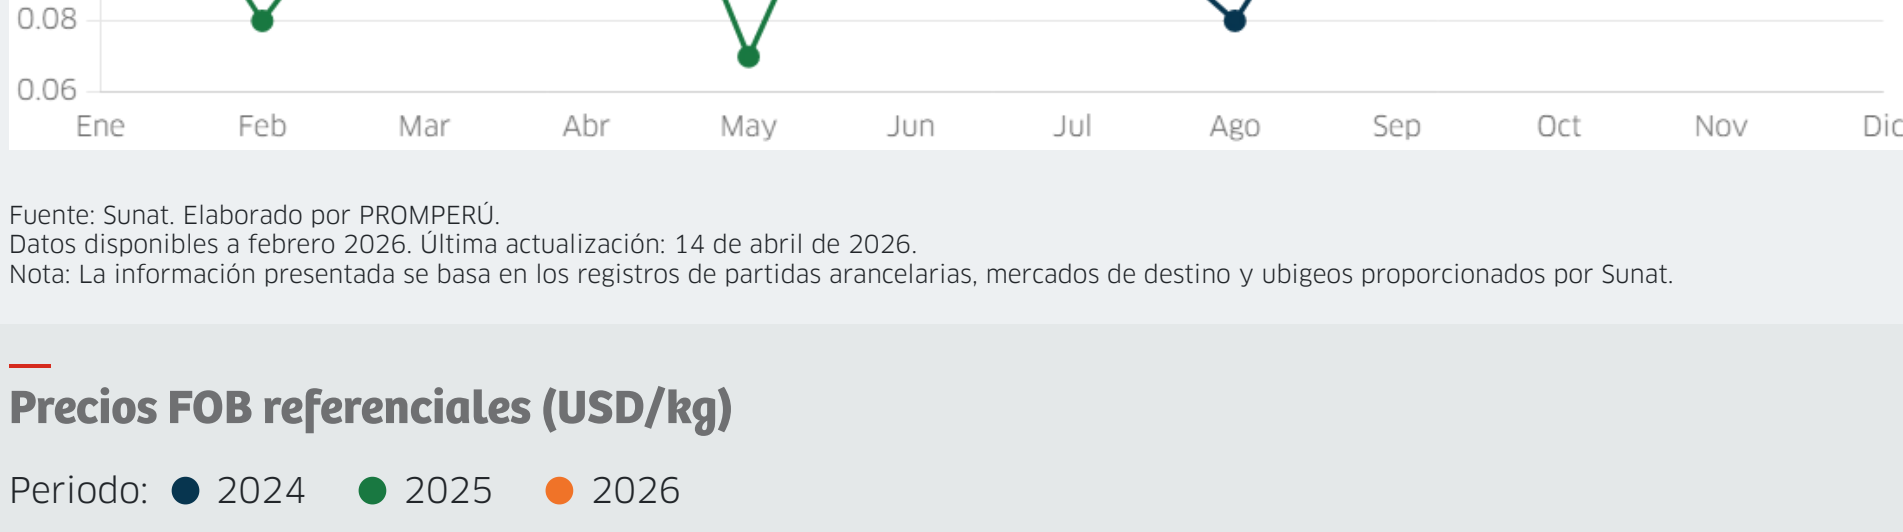 0.08
0.06
Ene Feb Mar Abr May Jun Jul Ago Sep Oct Nov Dic
Fuente: Sunat. Elaborado por PROMPERÚ.
Datos disponibles a febrero 2026. Última actualización: 14 de abril de 2026.
Nota: La información presentada se basa en los registros de partidas arancelarias, mercados de destino y ubigeos proporcionados por Sunat.
Precios FOB referenciales (USD/kg)
Periodo: 2024 2025 2026